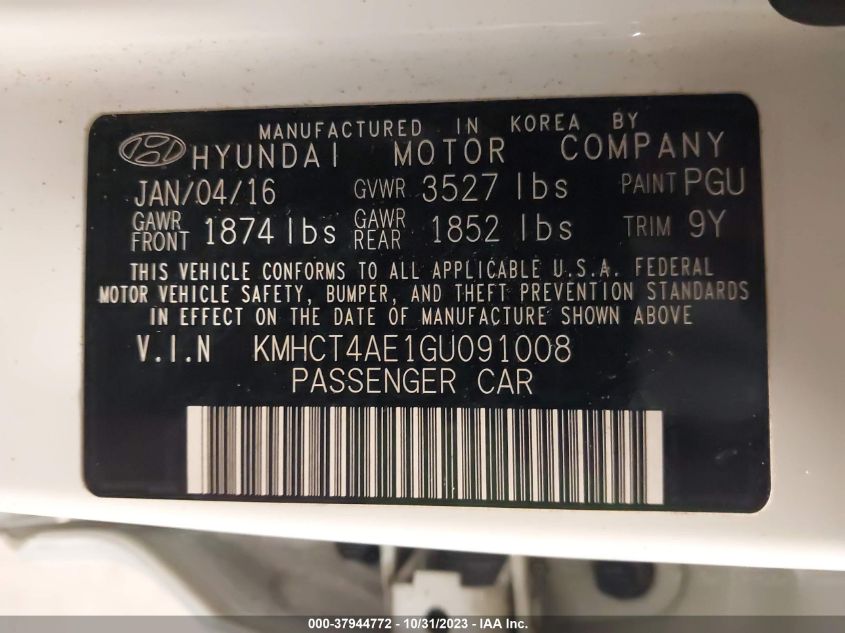 MANUFACTURED IN KOREA BY
HYUNDAI MOTOR COMPANY
JAN/04/16 GVWR 3527 lbs PAINT PGU
GAWR FRONT 1874 lbs GAWR REAR 1852 lbs TRIM 9Y
THIS VEHICLE CONFORMS TO ALL APPLICABLE U.S.A. FEDERAL
MOTOR VEHICLE SAFETY, BUMPER, AND THEFT PREVENTION STANDARDS
IN EFFECT ON THE DATE OF MANUFACTURE SHOWN ABOVE
V.I.N KMHCT4AE1GU091008
PASSENGER CAR
000-37944772 - 10/31/2023 - IAA Inc.